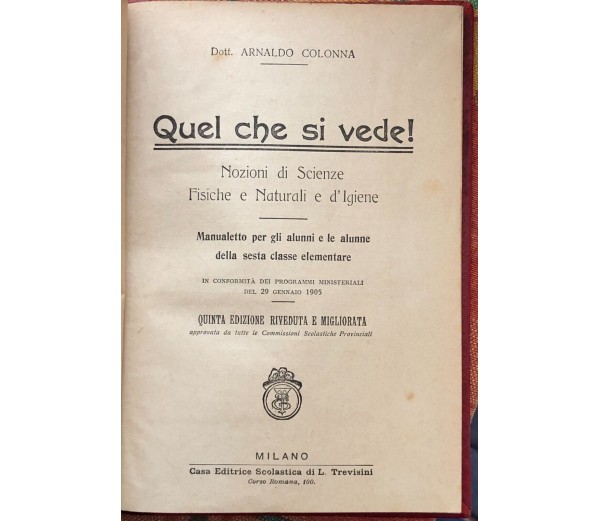 Dott. ARNALDO COLONNA
Quel che si vede!
Nozioni di Scienze
Fisiche e Naturali e d'Igiene
Manualetto per gli alunni e le alunne
della sesta classe elementare
IN CONFORMITÀ DEI PROGRAMMI MINISTERIALI
DEL 29 GENNAIO 1905
QUINTA EDIZIONE RIVEDUTA E MIGLIORATA
approvata da tutte le Commissioni Scolastiche Provinciali
MILANO
Casa Editrice Scolastica di L. Trevisini
Corso Romana, 100.